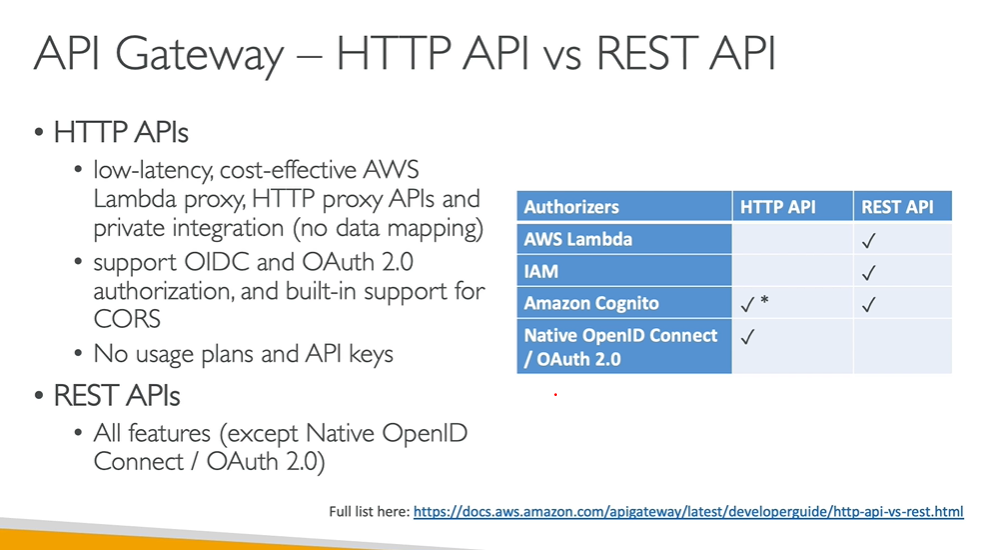 API Gateway – HTTP API vs REST API
• HTTP APIs
• low-latency, cost-effective AWS
Lambda proxy, HTTP proxy APIs and
private integration (no data mapping)
• support OIDC and OAuth 2.0
authorization, and built-in support for
CORS
• No usage plans and API keys
• REST APIs
• All features (except Native OpenID
Connect / OAuth 2.0)
Authorizers HTTP API REST API
AWS Lambda ✓
IAM ✓
Amazon Cognito ✓ * ✓
Native OpenID Connect ✓
/ OAuth 2.0
Full list here: https://docs.aws.amazon.com/apigateway/latest/developerguide/http-api-vs-rest.html